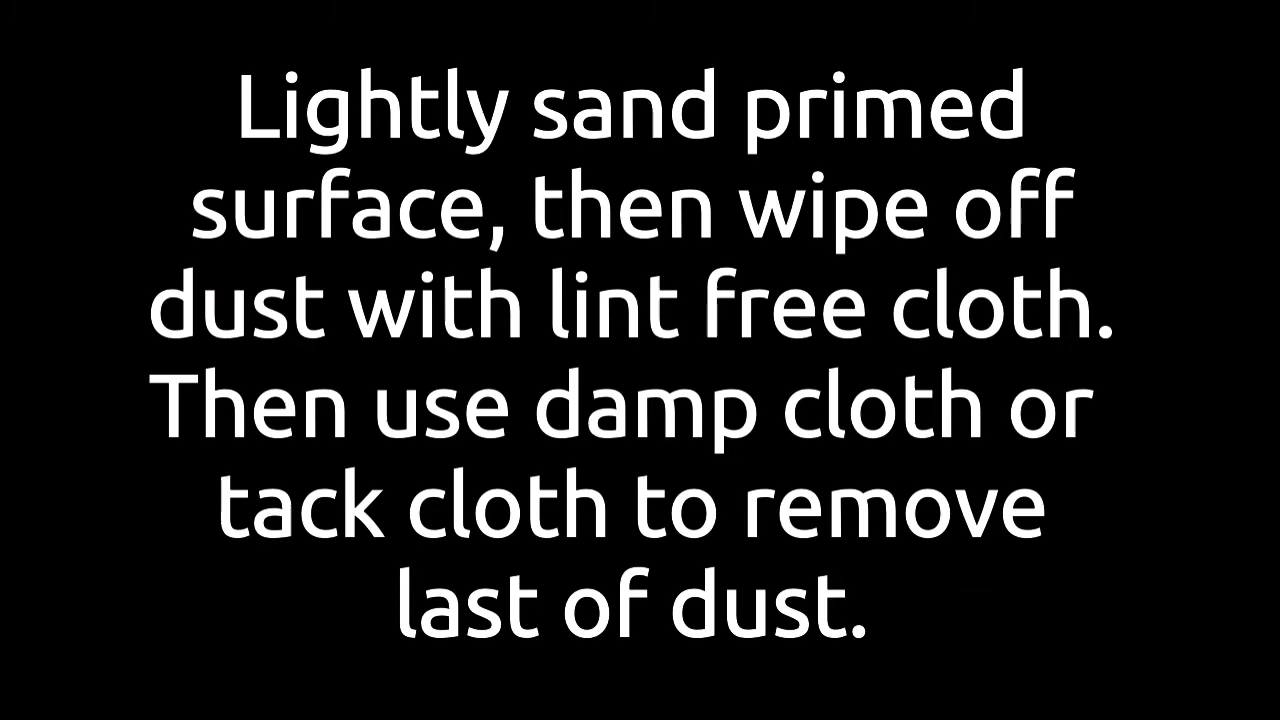 Lightly sand primed
surface, then wipe off
dust with lint free cloth.
Then use damp cloth or
tack cloth to remove
last of dust.